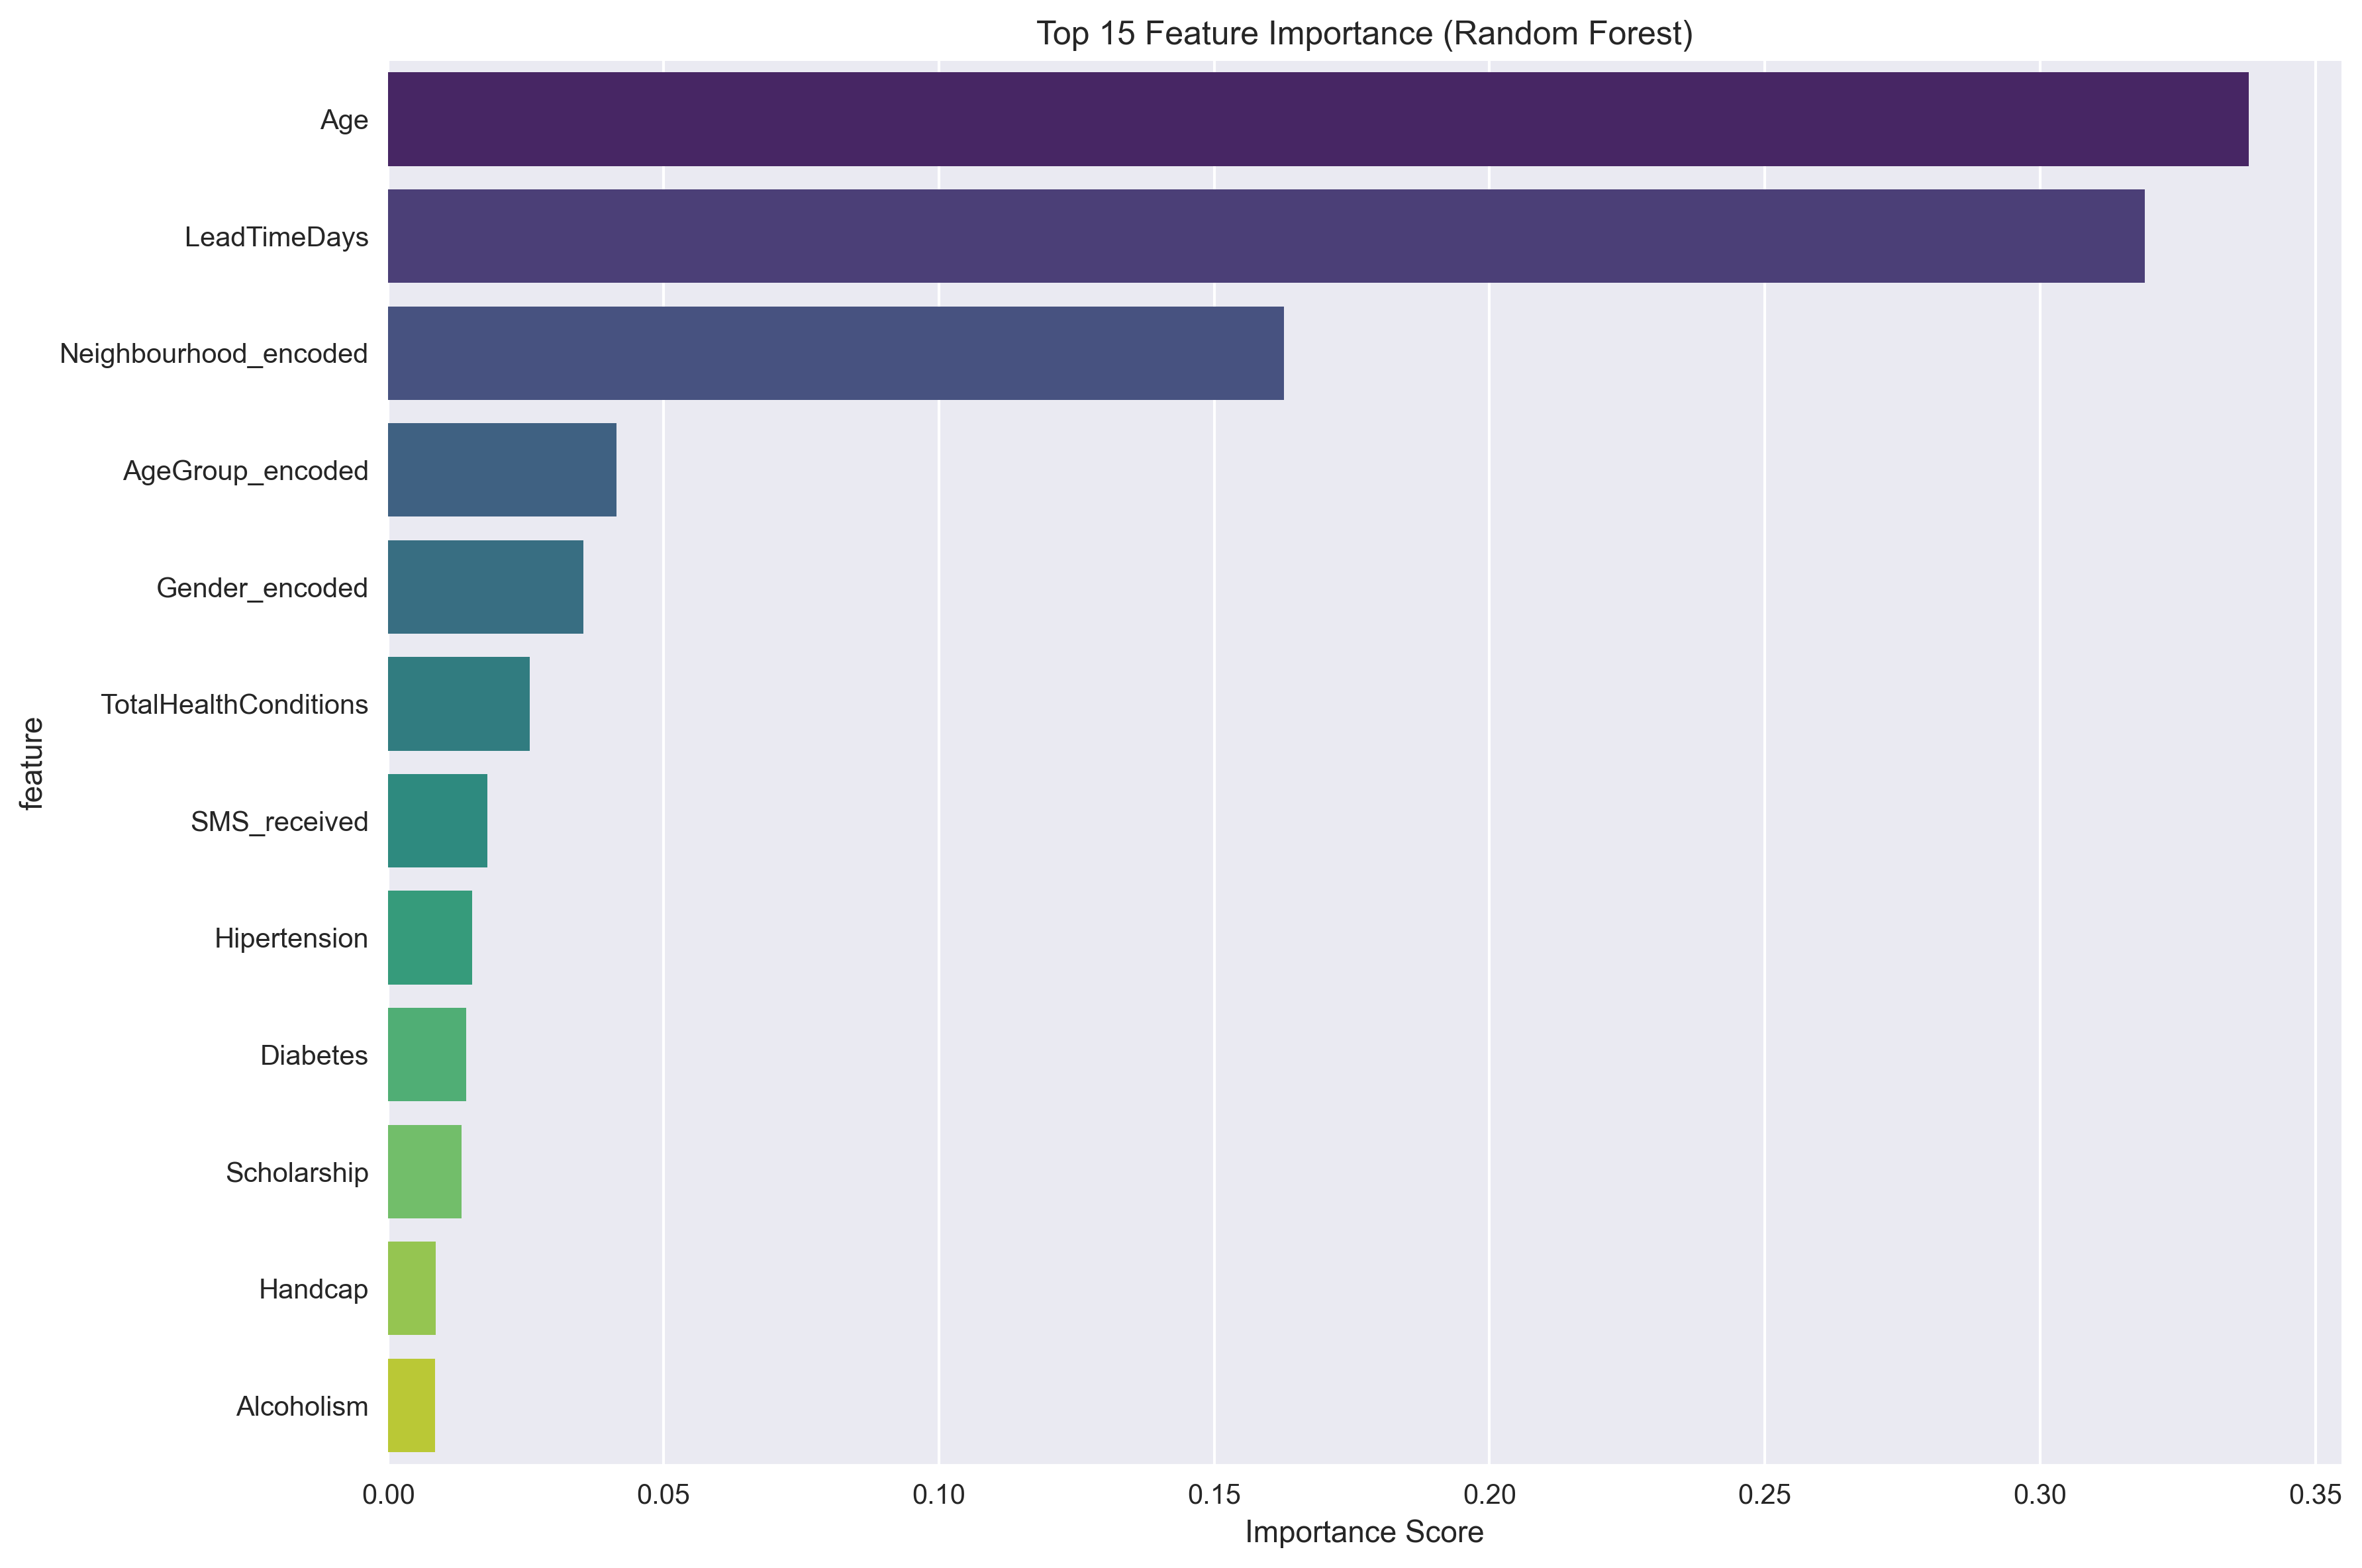 Top 15 Feature Importance (Random Forest)
Age
LeadTimeDays
Neighbourhood_encoded
AgeGroup_encoded
Gender_encoded
TotalHealthConditions
SMS_received
Hipertension
Diabetes
Scholarship
Handcap
Alcoholism
feature
0.00 0.05 0.10 0.15 0.20 0.25 0.30 0.35
Importance Score